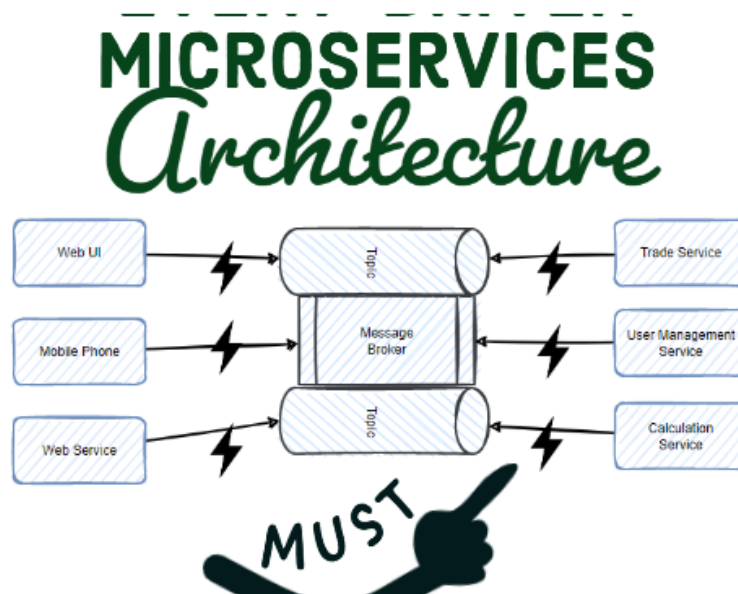 MICROSERVICES
Architecture
Web UI
Topic
Trade Service
Mobile Phone
Message
Broker
User Management
Service
Web Service
Topic
Calculation
Service
MUST